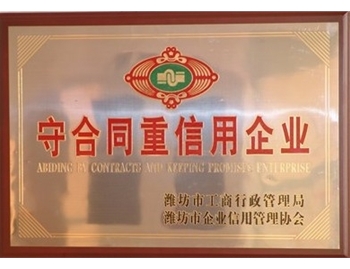 守合同重信用企业
ABIDING BY CONTRACTS AND KEEPING PROMISES ENTERPRISE
潍坊市工商行政管理局
潍坊市企业信用管理协会